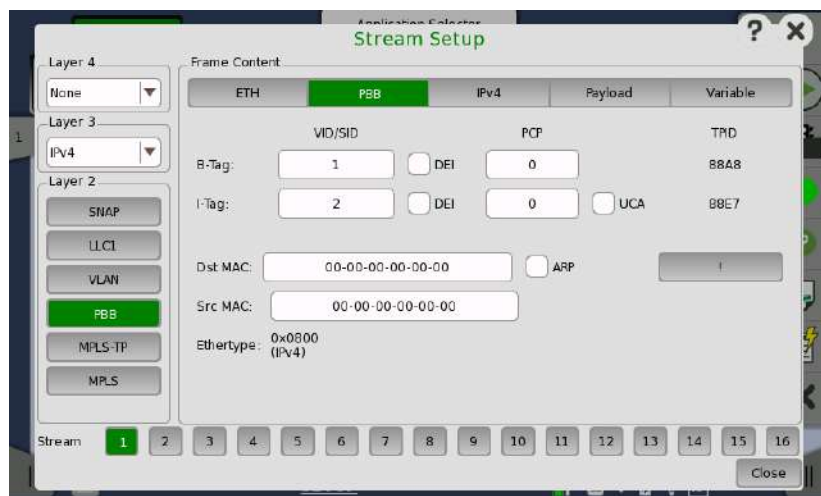 Application Selector
Stream Setup
? X
Layer 4
None
Layer 3
IPv4
Layer 2
SNAP
LLC1
VLAN
PBB
MPLS-TP
MPLS
Frame Content
ETH PBB IPv4 Payload Variable
VID/SID PCP TPID
B-Tag: 1 DEI 0 88A8
I-Tag: 2 DEI 0 UCA 88E7
Dst MAC: 00-00-00-00-00-00 ARP !
Src MAC: 00-00-00-00-00-00
Ethertype: 0x0800
(IPv4)
Stream 1 2 3 4 5 6 7 8 9 10 11 12 13 14 15 16
Close
1